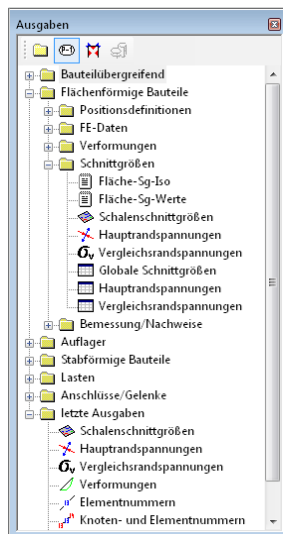 Ausgaben
Bauteilübergreifend
Flächenförmige Bauteile
Positionsdefinitionen
FE-Daten
Verformungen
Schnittgrößen
Fläche-Sg-Iso
Fläche-Sg-Werte
Schalenschnittgrößen
Hauptrandspannungen
σv Vergleichsrandspannungen
Globale Schnittgrößen
Hauptrandspannungen
Vergleichsrandspannungen
Bemessung/Nachweise
Auflager
Stabförmige Bauteile
Lasten
Anschlüsse/Gelenke
letzte Ausgaben
Schalenschnittgrößen
Hauptrandspannungen
σv Vergleichsrandspannungen
Verformungen
Elementnummern
Knoten- und Elementnummern